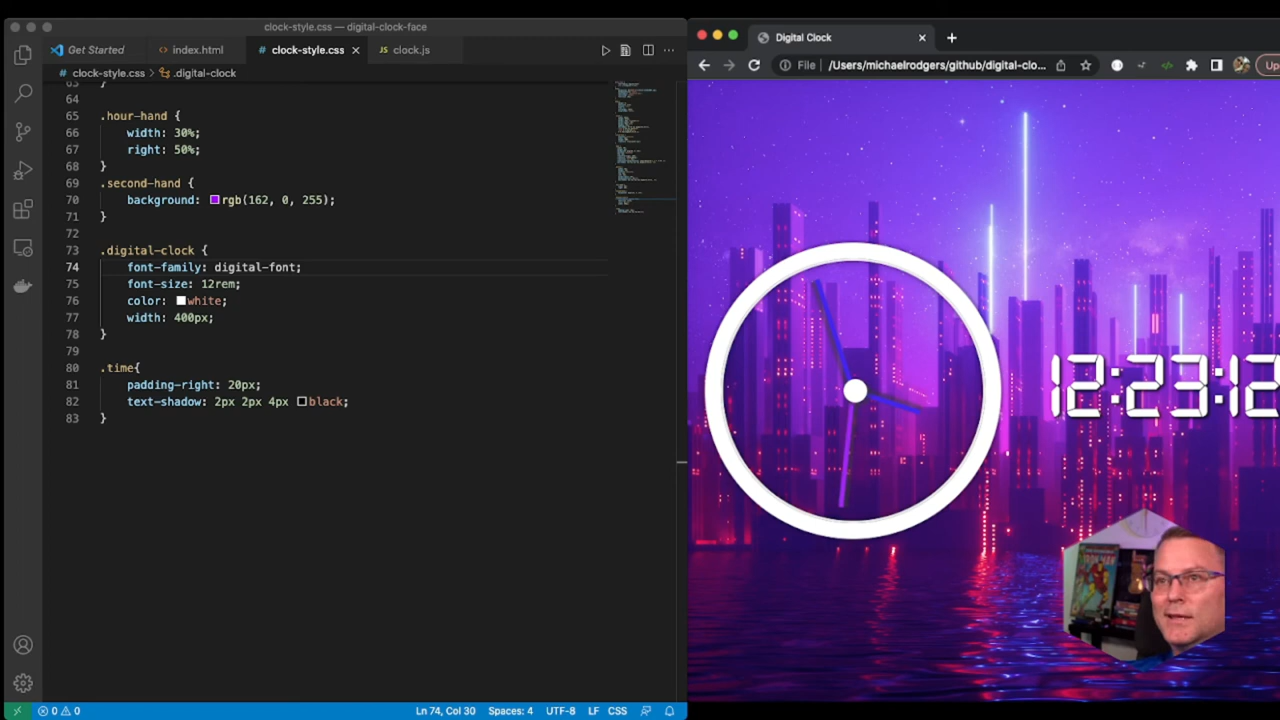 clock-style.css — digital-clock-face
Get Started
index.html
# clock-style.css ×
clock.js
# clock-style.css > .digital-clock
63 }
64
65 .hour-hand {
66 width: 30%;
67 right: 50%;
68 }
69 .second-hand {
70 background: rgb(162, 0, 255);
71 }
72
73 .digital-clock {
74 font-family: digital-font;
75 font-size: 12rem;
76 color: white;
77 width: 400px;
78 }
79
80 .time{
81 padding-right: 20px;
82 text-shadow: 2px 2px 4px black;
83 }
0 0
Ln 74, Col 30
Spaces: 4
UTF-8
LF
CSS
Digital Clock
File
/Users/michaelrodgers/github/digital-clo...
Up
12:23:12